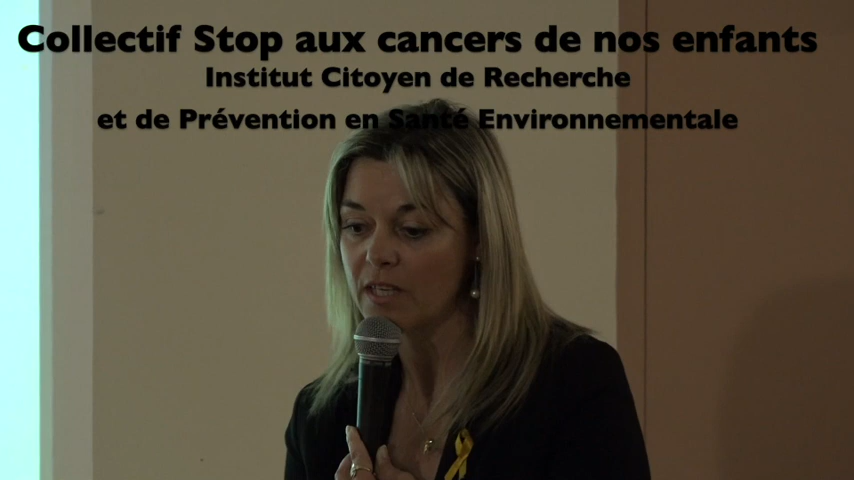 Collectif Stop aux cancers de nos enfants
Institut Citoyen de Recherche
et de Prévention en Santé Environnementale